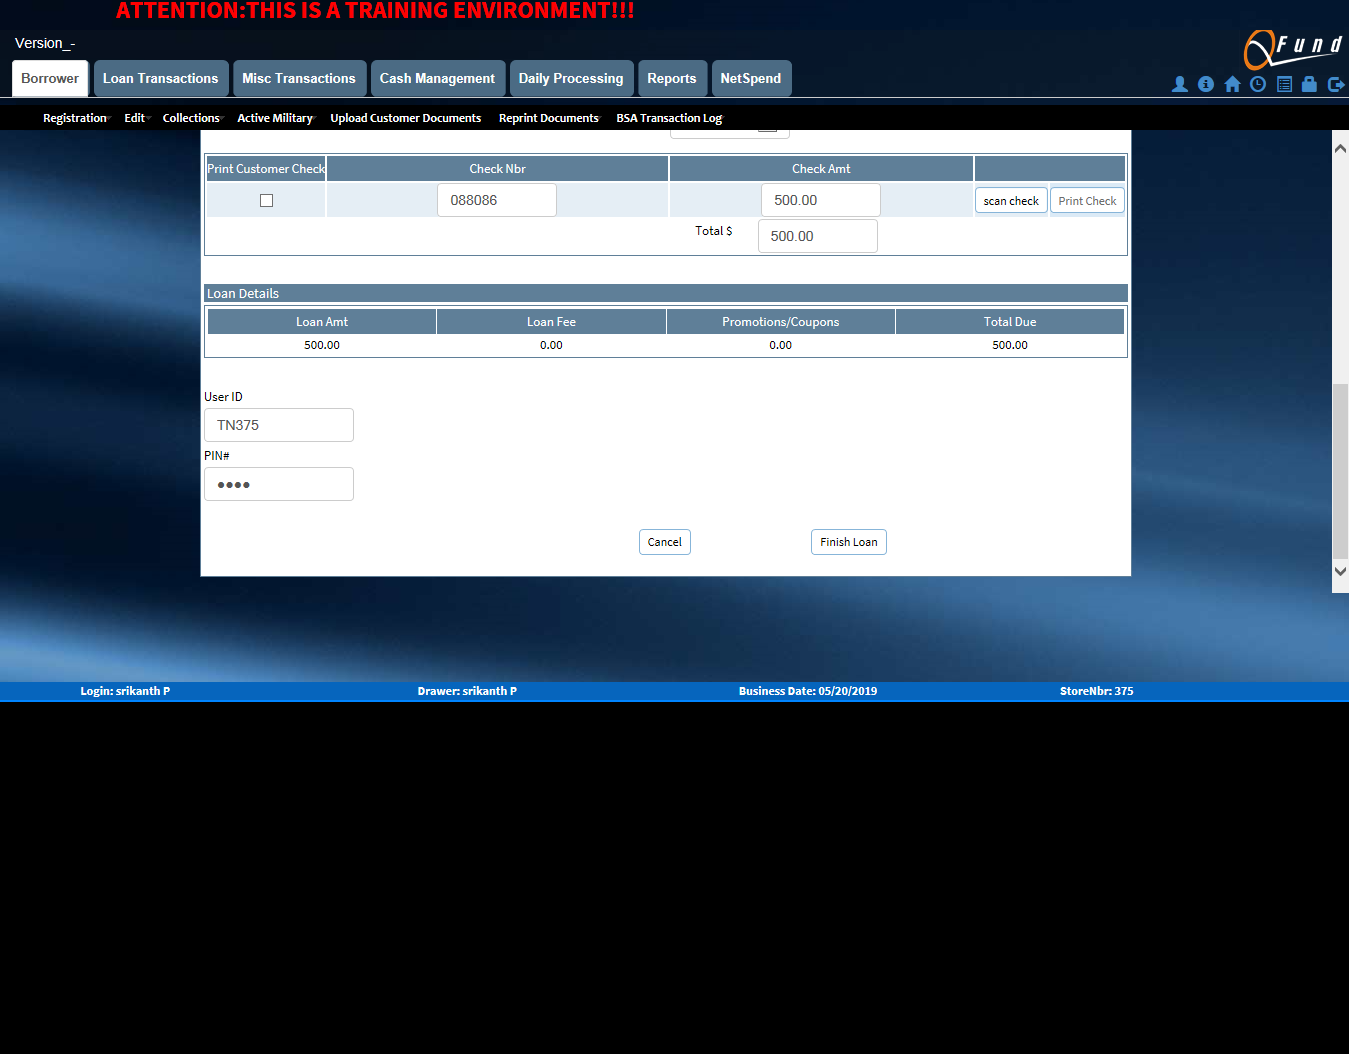 ATTENTION:THIS IS A TRAINING ENVIRONMENT!!!
Version_-
Fund
Borrower Loan Transactions Misc Transactions Cash Management Daily Processing Reports NetSpend
Registration Edit Collections Active Military Upload Customer Documents Reprint Documents BSA Transaction Log
Print Customer Check Check Nbr Check Amt
088086 500.00 scan check Print Check
Total $ 500.00
Loan Details
Loan Amt Loan Fee Promotions/Coupons Total Due
500.00 0.00 0.00 500.00
User ID
TN375
PIN#
●●●●
Cancel Finish Loan
Login: srikanth P Drawer: srikanth P Business Date: 05/20/2019 StoreNbr: 375